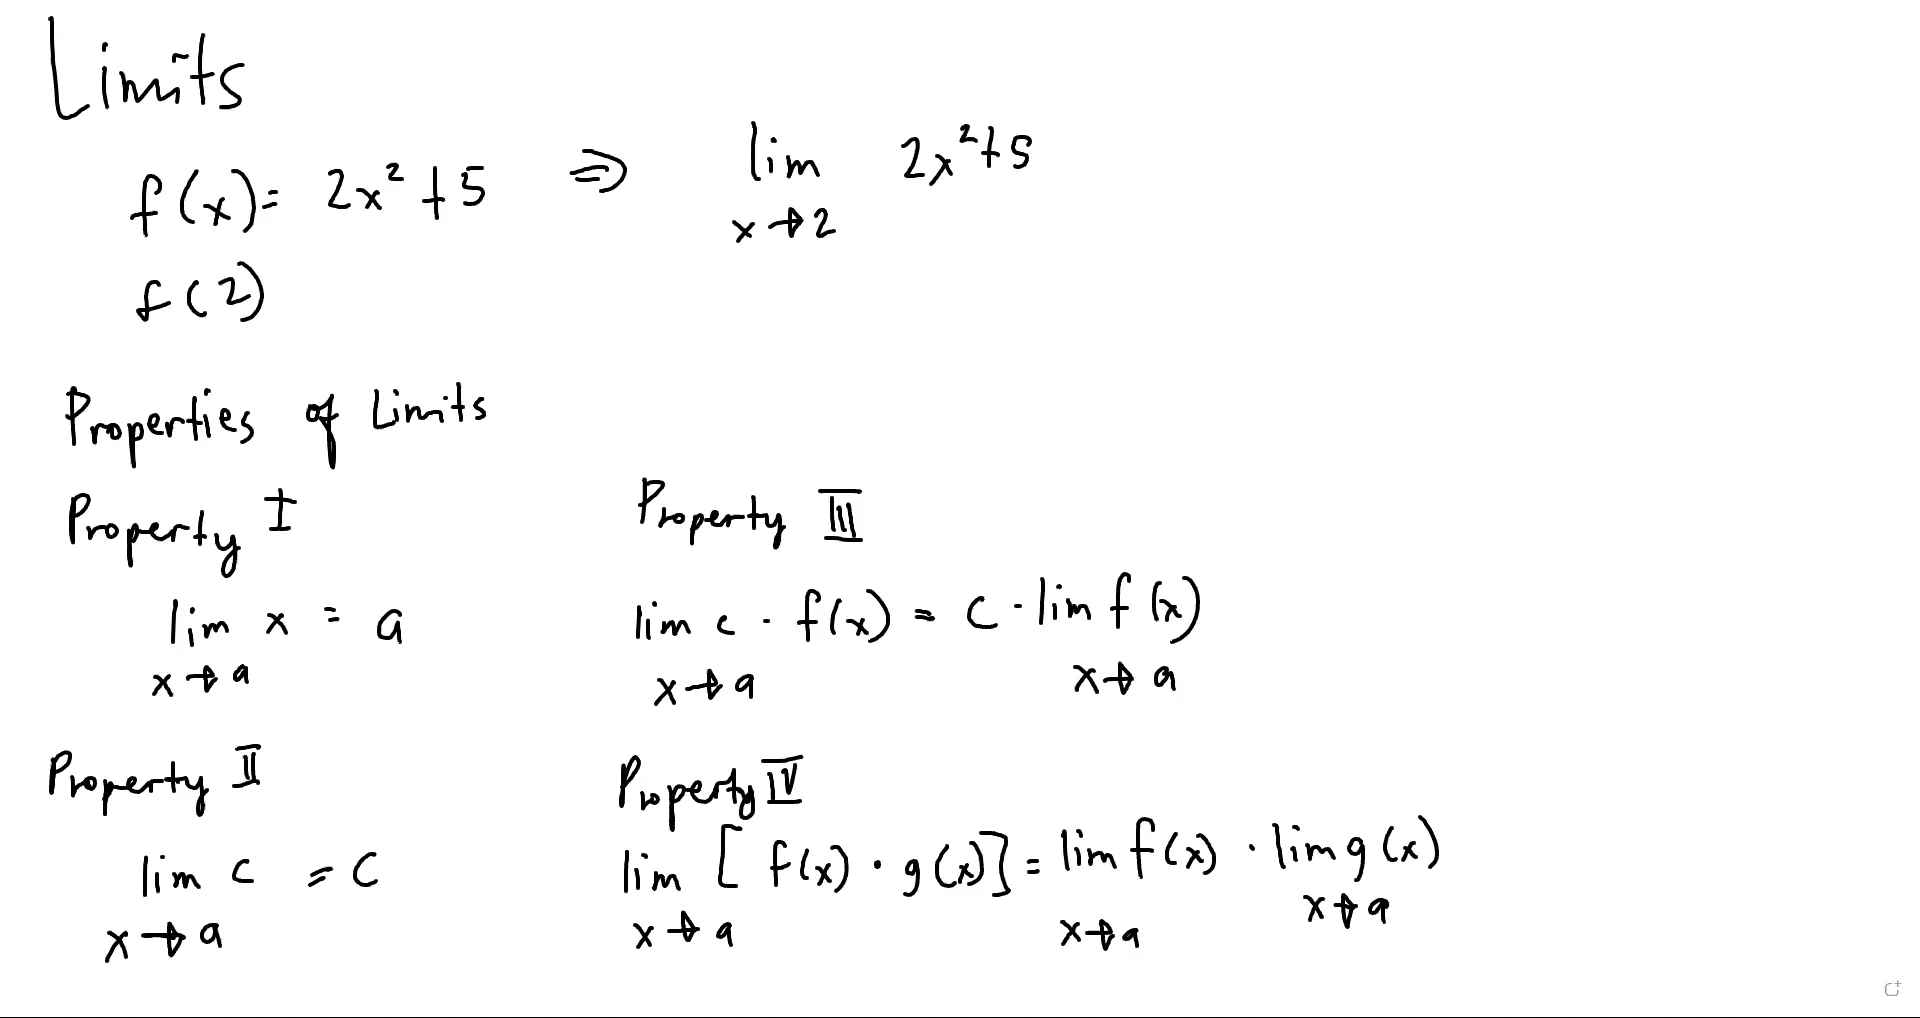 Limits
f(x) = 2x² + 5 ⇒ lim 2x² + 5
x → 2
f(2)
Properties of Limits
Property I
lim x = a
x → a
Property II
lim c = c
x → a
Property III
lim c · f(x) = c · lim f(x)
x → a x → a
Property IV
lim [f(x) · g(x)] = lim f(x) · lim g(x)
x → a x → a x → a